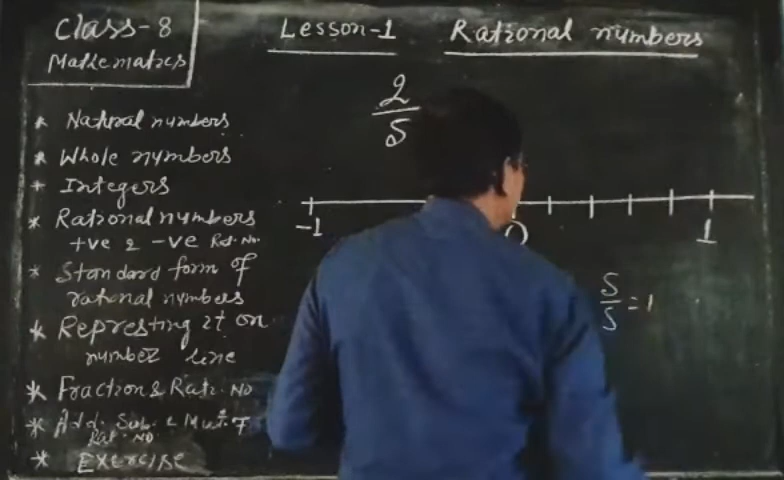 Class-8
Mathematics
Lesson-1 Rational numbers
* Natural numbers
* Whole numbers
+ Integers
* Rational numbers
+ve & -ve Rat. No.
* Standard form of
rational numbers
* Represting it on
number line
* Fraction & Rati. No
* Add. Sub. & Mut. of
Rat. No.
* Exercise
2
5
-1 0 1
5
5 = 1